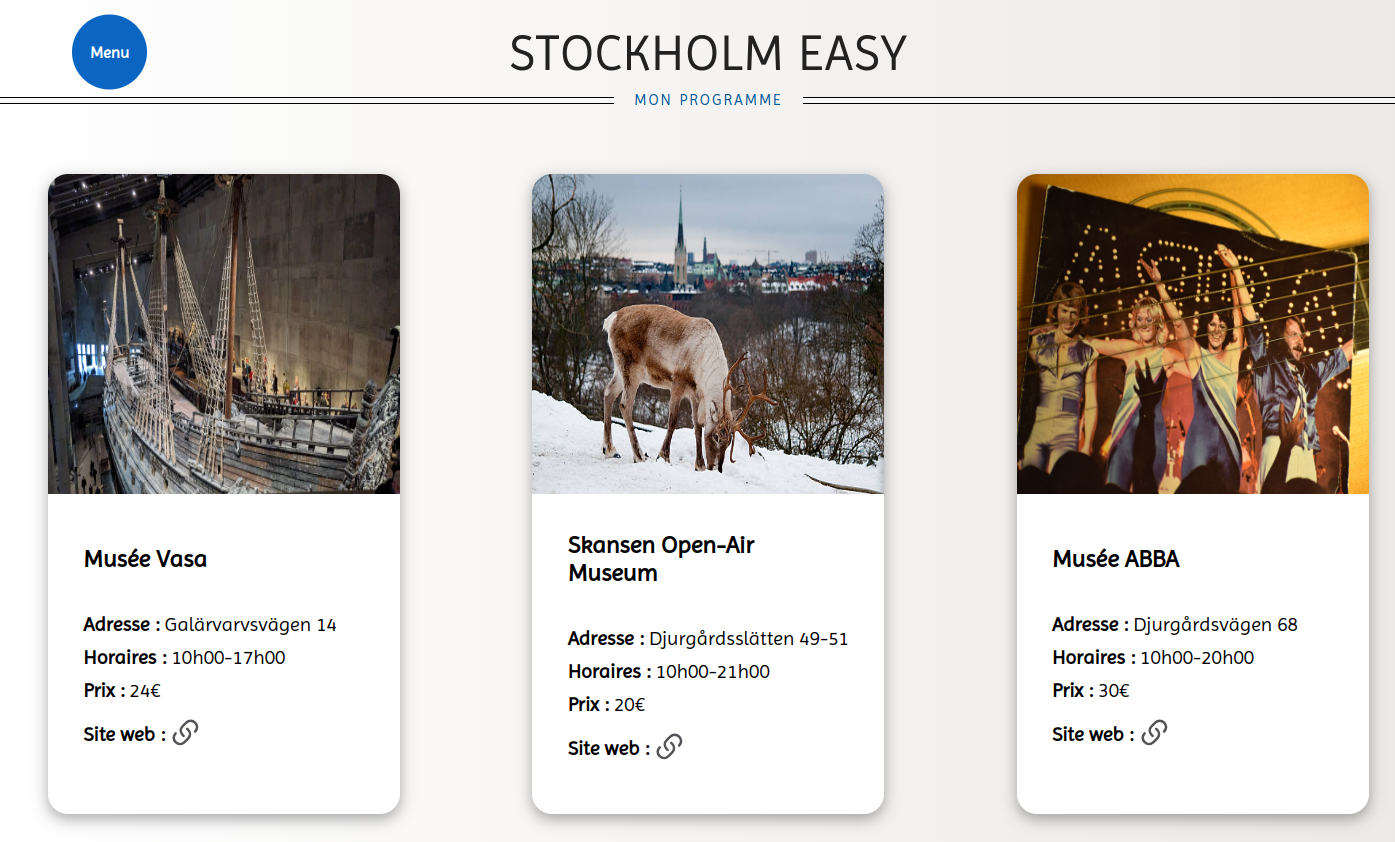 Menu
STOCKHOLM EASY
MON PROGRAMME
ABBA
Musée Vasa
Adresse : Galärvarvsvägen 14
Horaires : 10h00-17h00
Prix : 24€
Site web :
Skansen Open-Air
Museum
Adresse : Djurgårdsslätten 49-51
Horaires : 10h00-21h00
Prix : 20€
Site web :
Musée ABBA
Adresse : Djurgårdsvägen 68
Horaires : 10h00-20h00
Prix : 30€
Site web :